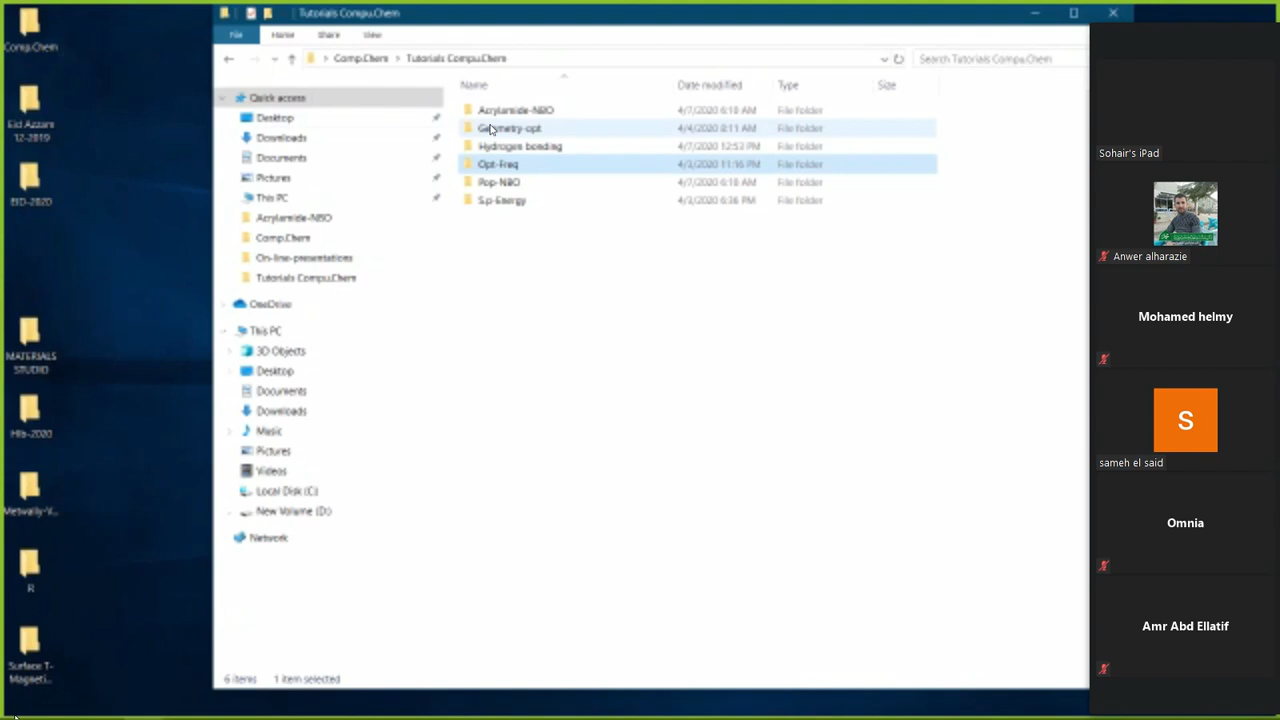 Comp.Chem
Eid Azzam
12-2019
EID-2020
MATERIALS
STUDIO
Hib-2020
Metwally-V...
R
Surface T-
Magneti...
Tutorials Compu.Chem
File
Home
Share
View
Comp.Chem > Tutorials Compu.Chem
Search Tutorials Compu.Chem
Quick access
Desktop
Downloads
Documents
Pictures
This PC
Acrylamide-NBO
Comp.Chem
On-line-presentations
Tutorials Compu.Chem
OneDrive
This PC
3D Objects
Desktop
Documents
Downloads
Music
Pictures
Videos
Local Disk (C:)
New Volume (D:)
Network
Name Date modified Type Size
Acrylamide-NBO 4/7/2020 6:18 AM File folder
Geometry-opt 4/4/2020 8:11 AM File folder
Hydrogen bonding 4/7/2020 12:53 PM File folder
Opt-Freq 4/3/2020 11:16 PM File folder
Pop-NBO 4/7/2020 6:18 AM File folder
S.p-Energy 4/3/2020 6:36 PM File folder
6 items 1 item selected
Sohair's iPad
Anwer alharazie
Mohamed helmy
S
sameh el said
Omnia
Amr Abd Ellatif